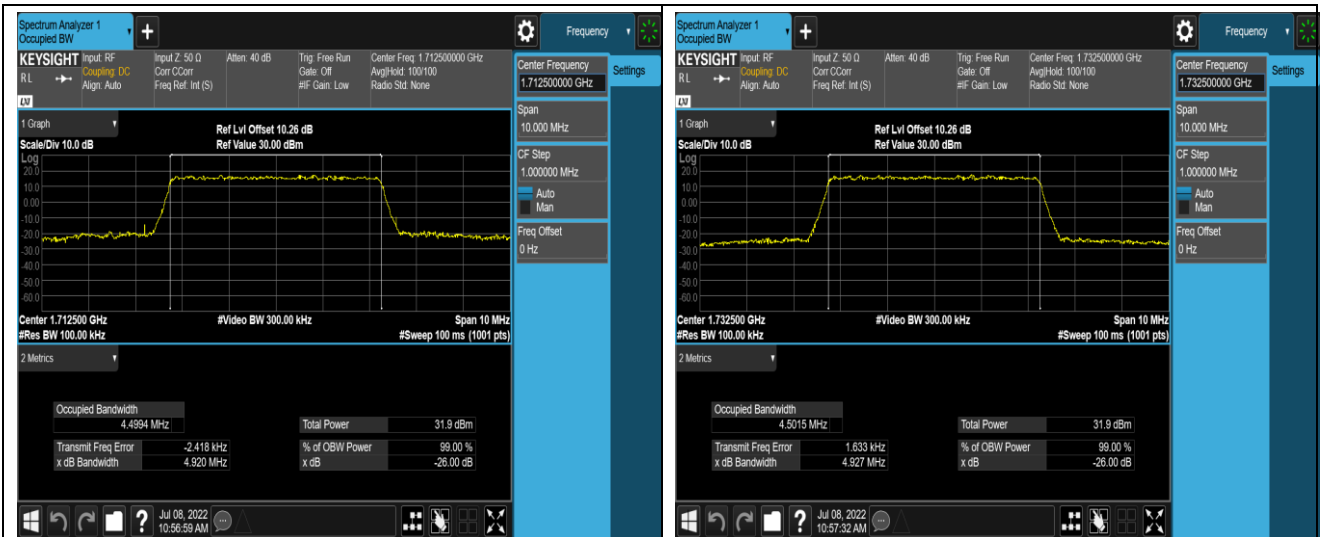 Spectrum Analyzer 1
Occupied BW
+
Frequency
KEYSIGHT
Input: RF
Coupling: DC
Align: Auto
Input Z: 50 Ω
Corr CCorr
Freq Ref: Int (S)
Atten: 40 dB
Trig: Free Run
Gate: Off
#IF Gain: Low
Center Freq: 1.712500000 GHz
Avg|Hold: 100/100
Radio Std: None
RL
LXI
Center Frequency
1.712500000 GHz
Settings
Span
10.000 MHz
CF Step
1.000000 MHz
Auto
Man
Freq Offset
0 Hz
1 Graph
Ref Lvl Offset 10.26 dB
Scale/Div 10.0 dB
Ref Value 30.00 dBm
Log
20.0
10.0
0.00
-10.0
-20.0
-30.0
-40.0
-50.0
-60.0
Center 1.712500 GHz
#Video BW 300.00 kHz
Span 10 MHz
#Res BW 100.00 kHz
#Sweep 100 ms (1001 pts)
2 Metrics
Occupied Bandwidth
4.4994 MHz
Total Power 31.9 dBm
Transmit Freq Error -2.418 kHz
% of OBW Power 99.00 %
x dB Bandwidth 4.920 MHz
x dB -26.00 dB
?
Jul 08, 2022
10:56:59 AM
Spectrum Analyzer 1
Occupied BW
+
Frequency
KEYSIGHT
Input: RF
Coupling: DC
Align: Auto
Input Z: 50 Ω
Corr CCorr
Freq Ref: Int (S)
Atten: 40 dB
Trig: Free Run
Gate: Off
#IF Gain: Low
Center Freq: 1.732500000 GHz
Avg|Hold: 100/100
Radio Std: None
RL
LXI
Center Frequency
1.732500000 GHz
Settings
Span
10.000 MHz
CF Step
1.000000 MHz
Auto
Man
Freq Offset
0 Hz
1 Graph
Ref Lvl Offset 10.26 dB
Scale/Div 10.0 dB
Ref Value 30.00 dBm
Log
20.0
10.0
0.00
-10.0
-20.0
-30.0
-40.0
-50.0
-60.0
Center 1.732500 GHz
#Video BW 300.00 kHz
Span 10 MHz
#Res BW 100.00 kHz
#Sweep 100 ms (1001 pts)
2 Metrics
Occupied Bandwidth
4.5015 MHz
Total Power 31.9 dBm
Transmit Freq Error 1.633 kHz
% of OBW Power 99.00 %
x dB Bandwidth 4.927 MHz
x dB -26.00 dB
?
Jul 08, 2022
10:57:32 AM